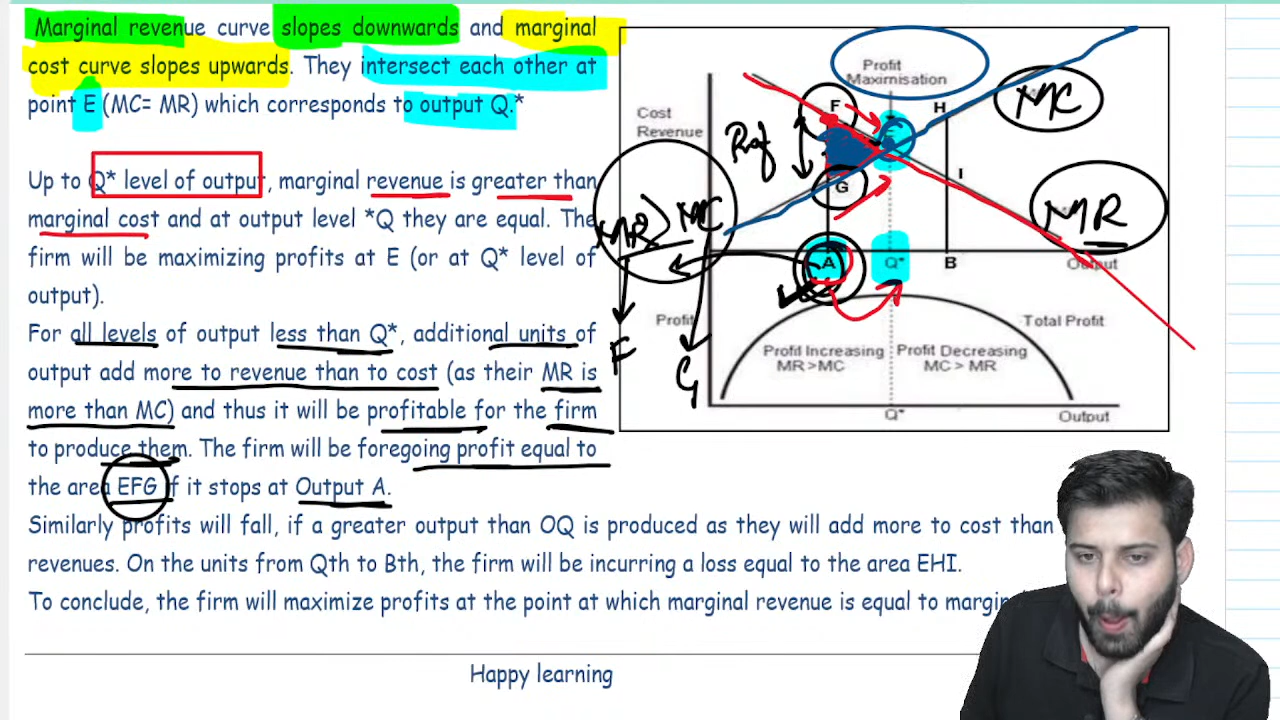 Marginal revenue curve slopes downwards and marginal
cost curve slopes upwards. They intersect each other at
point E (MC= MR) which corresponds to output Q.*
Up to Q* level of output, marginal revenue is greater than
marginal cost and at output level *Q they are equal. The
firm will be maximizing profits at E (or at Q* level of
output).
For all levels of output less than Q*, additional units of
output add more to revenue than to cost (as their MR is
more than MC) and thus it will be profitable for the firm
to produce them. The firm will be foregoing profit equal to
the area EFG if it stops at Output A.
Similarly profits will fall, if a greater output than OQ is produced as they will add more to cost than
revenues. On the units from Qth to Bth, the firm will be incurring a loss equal to the area EHI.
To conclude, the firm will maximize profits at the point at which marginal revenue is equal to
Happy learning
Profit
Maximisation
Cost
Revenue
F
H
MC
E
G
I
MR
MR > MC
A
Q*
B
Output
F
G
Profit
Total Profit
Profit Increasing
MR >MC
Profit Decreasing
MC > MR
Q*
Output